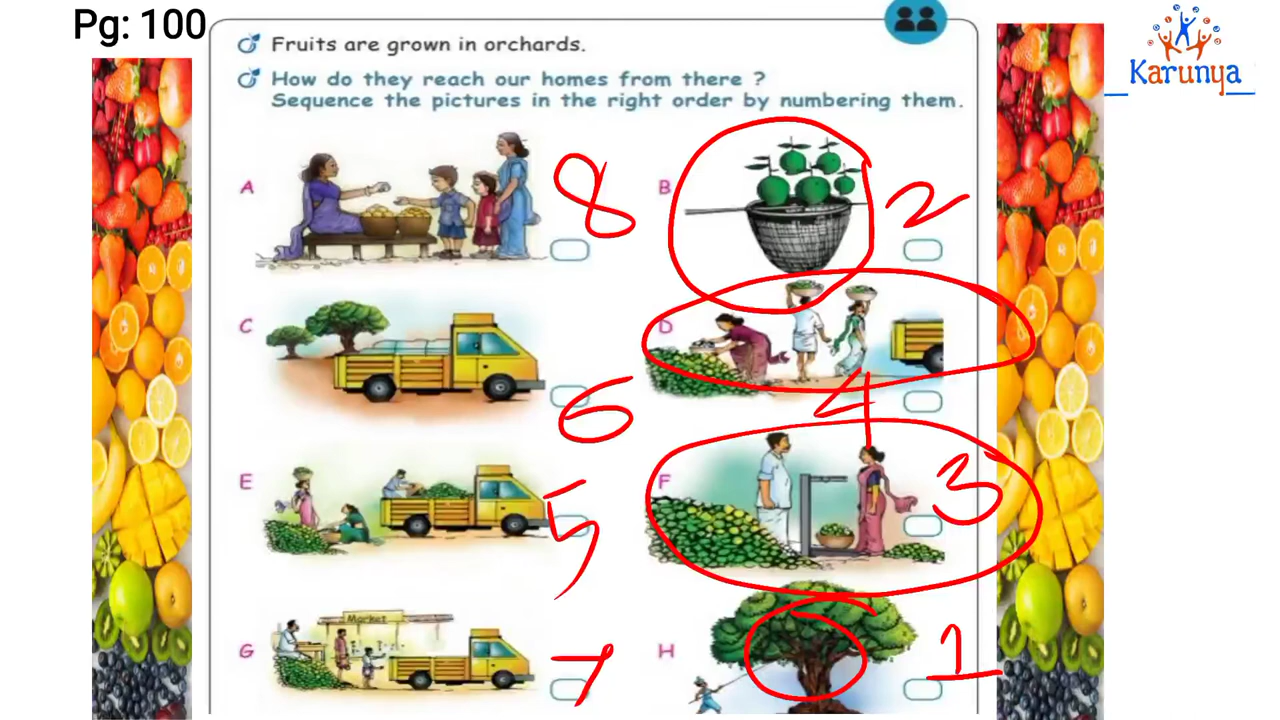 Pg: 100
Karunya
Fruits are grown in orchards.
How do they reach our homes from there ?
Sequence the pictures in the right order by numbering them.
A
8
B
2
C
6
D
4
E
5
F
3
Market
G
7
H
1